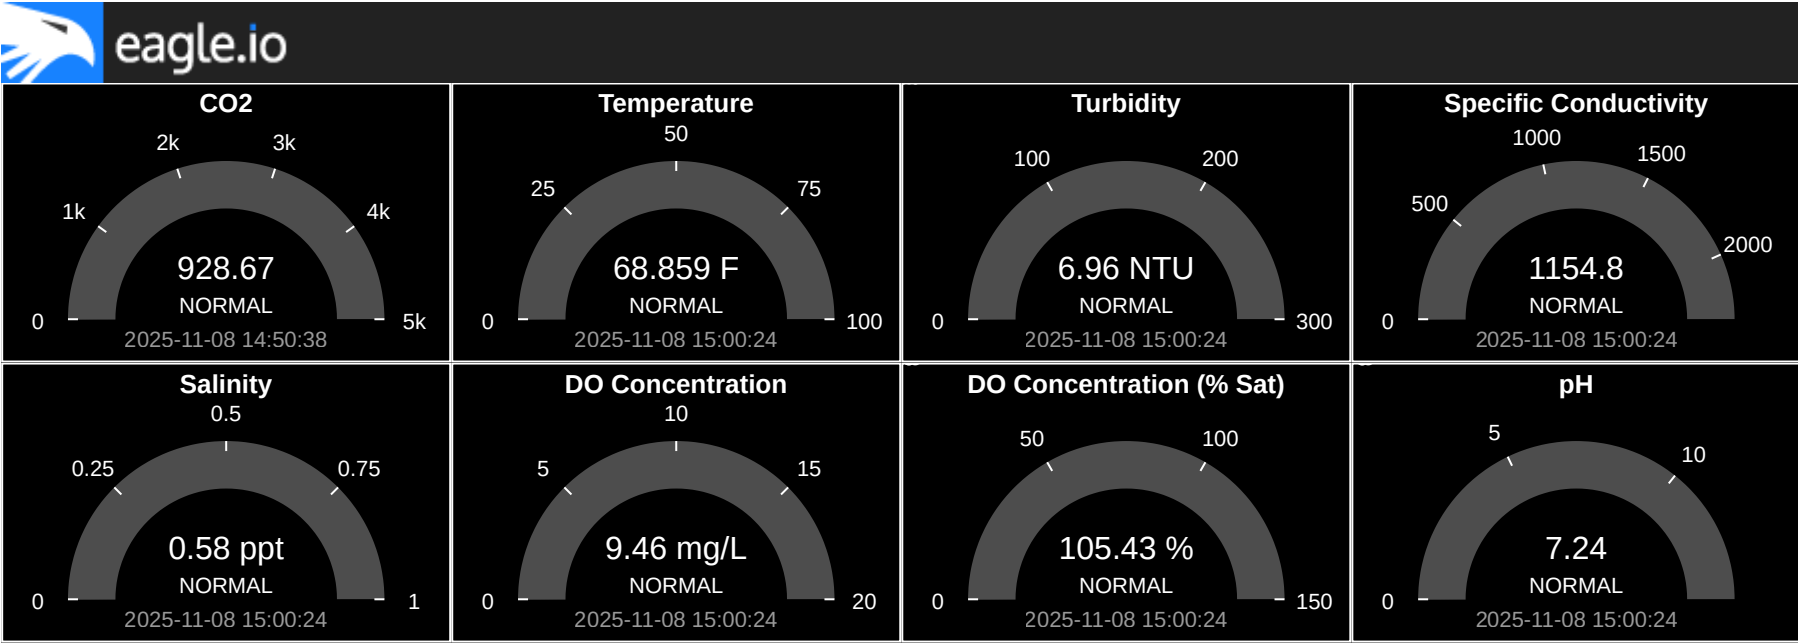 eagle.io
CO2
2k 3k
1k 4k
928.67
NORMAL
0 5k
2025-11-08 14:50:38
Temperature
50
25 75
68.859 F
NORMAL
0 100
2025-11-08 15:00:24
Turbidity
100 200
6.96 NTU
NORMAL
0 300
2025-11-08 15:00:24
Specific Conductivity
1000
1500
500
2000
1154.8
NORMAL
0
2025-11-08 15:00:24
Salinity
0.5
0.25 0.75
0.58 ppt
NORMAL
0 1
2025-11-08 15:00:24
DO Concentration
10
5 15
9.46 mg/L
NORMAL
0 20
2025-11-08 15:00:24
DO Concentration (% Sat)
50 100
105.43 %
NORMAL
0 150
2025-11-08 15:00:24
pH
5
10
7.24
NORMAL
0
2025-11-08 15:00:24